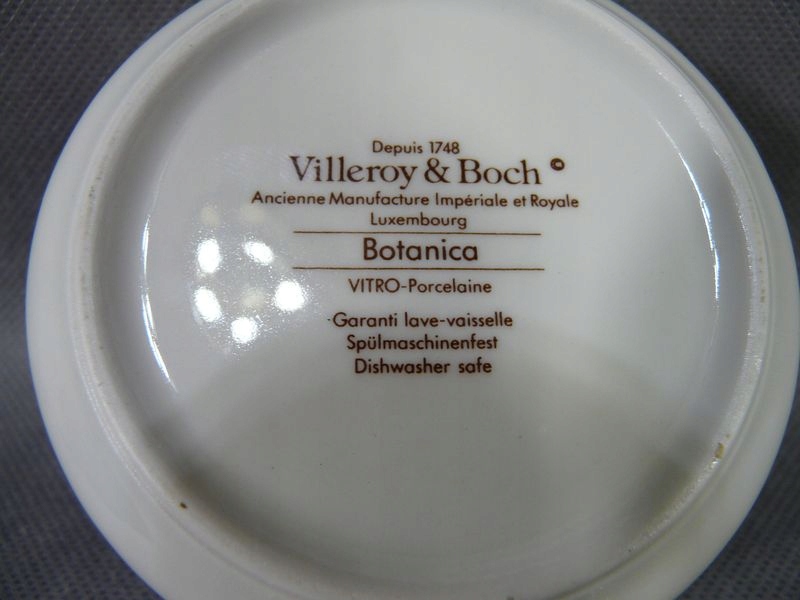 Depuis 1748
Villeroy & Boch ©
Ancienne Manufacture Impériale et Royale
Luxembourg
Botanica
VITRO-Porcelaine
Garanti lave-vaisselle
Spülmaschinenfest
Dishwasher safe